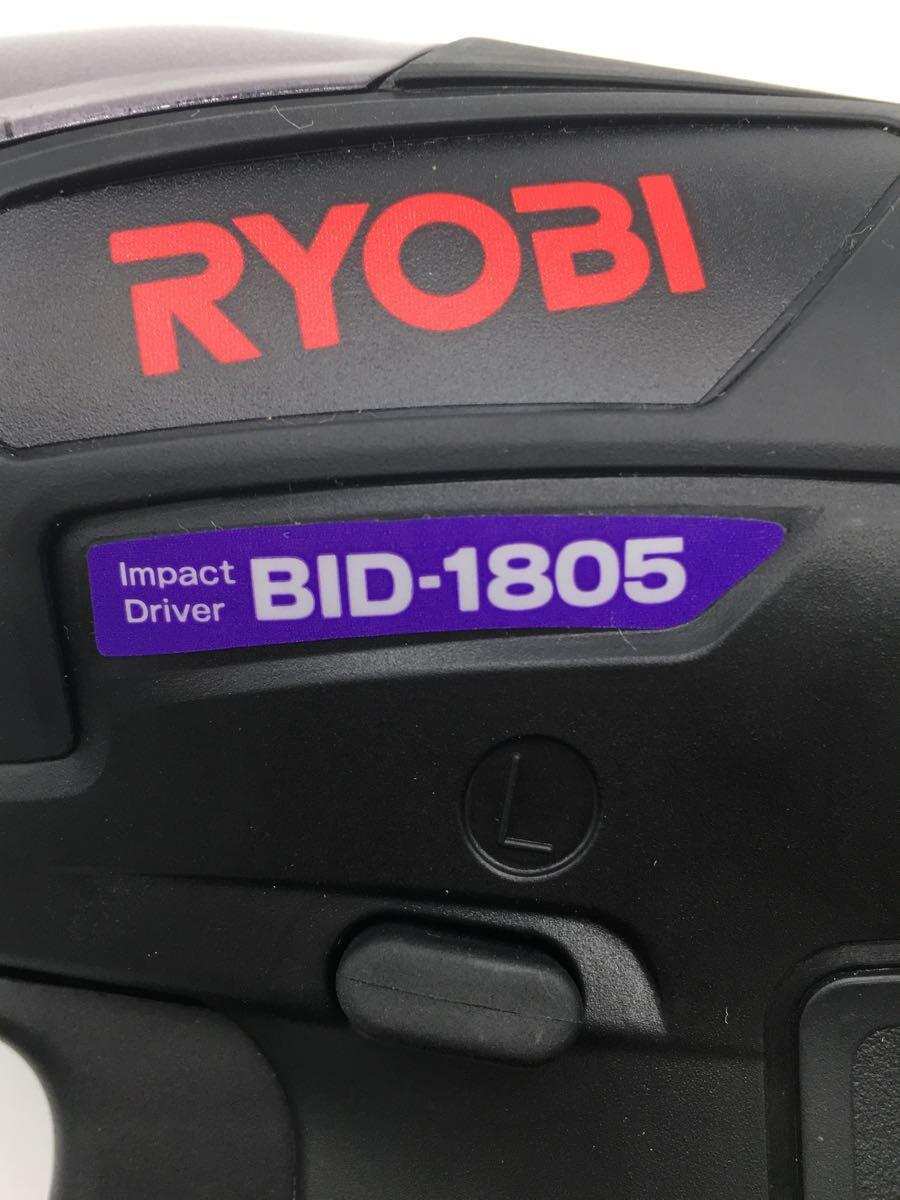 RYOBI
Impact
Driver
BID-1805
L